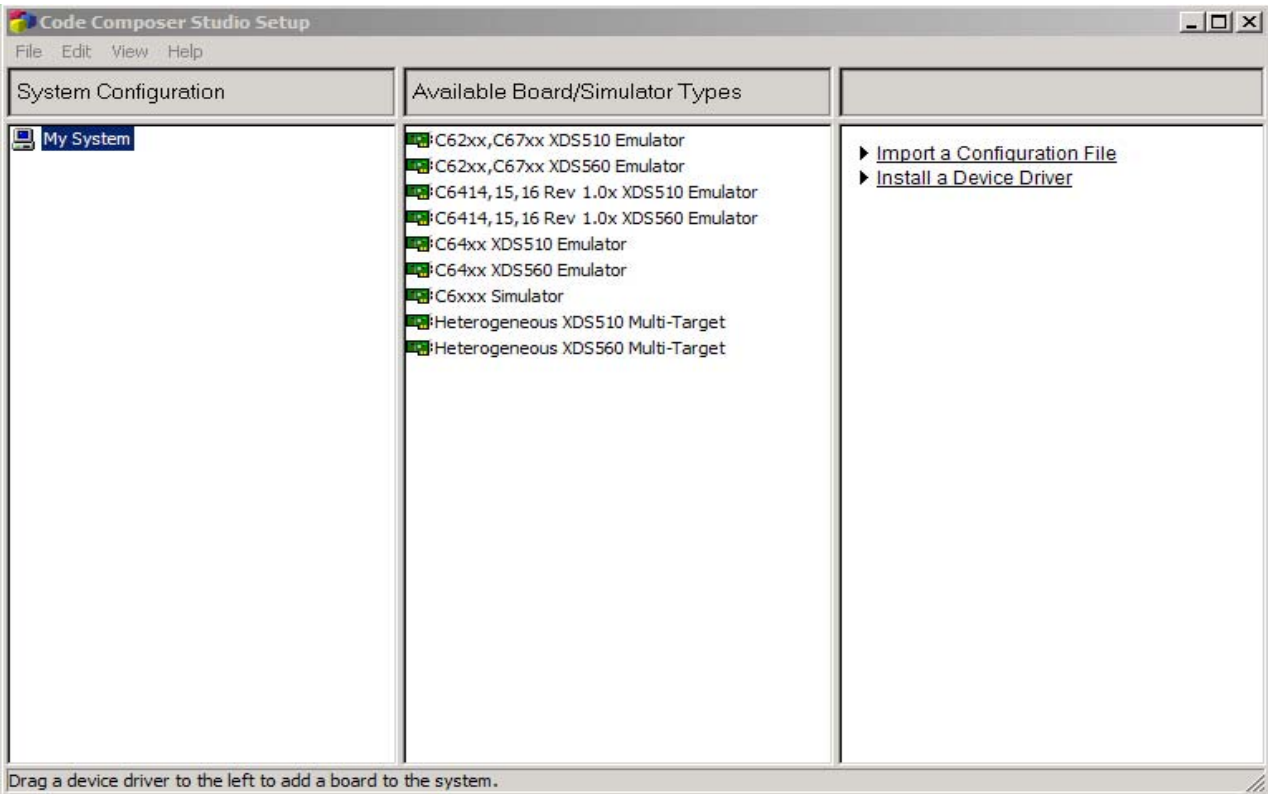 Code Composer Studio Setup
File Edit View Help
System Configuration
Available Board/Simulator Types
My System
C62xx,C67xx XDS510 Emulator
C62xx,C67xx XDS560 Emulator
C6414,15,16 Rev 1.0x XDS510 Emulator
C6414,15,16 Rev 1.0x XDS560 Emulator
C64xx XDS510 Emulator
C64xx XDS560 Emulator
C6xxx Simulator
Heterogeneous XDS510 Multi-Target
Heterogeneous XDS560 Multi-Target
Import a Configuration File
Install a Device Driver
Drag a device driver to the left to add a board to the system.